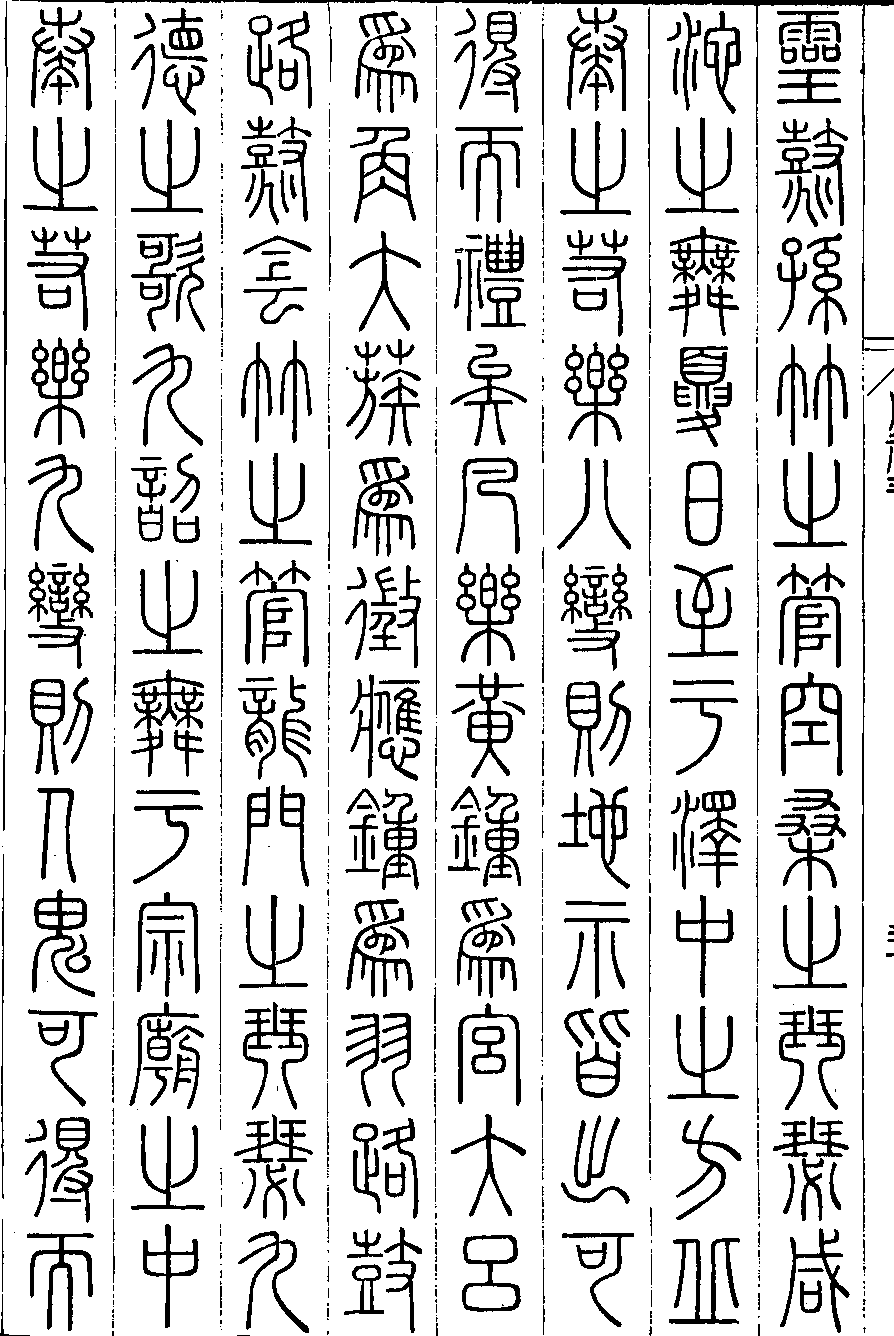 靈鼗孫竹之管空桑之琴瑟咸
池之舞夏日至于澤中之方丘
奏之若樂八變則地示皆出可
得而禮矣凡樂黃鍾爲宮大呂
爲角大蔟爲徵應鍾爲羽路鼓
路鼗侌竹之管龍門之琴瑟九
德之歌九韶之舞于宗廟之中
奏之若樂九變則人鬼可得而